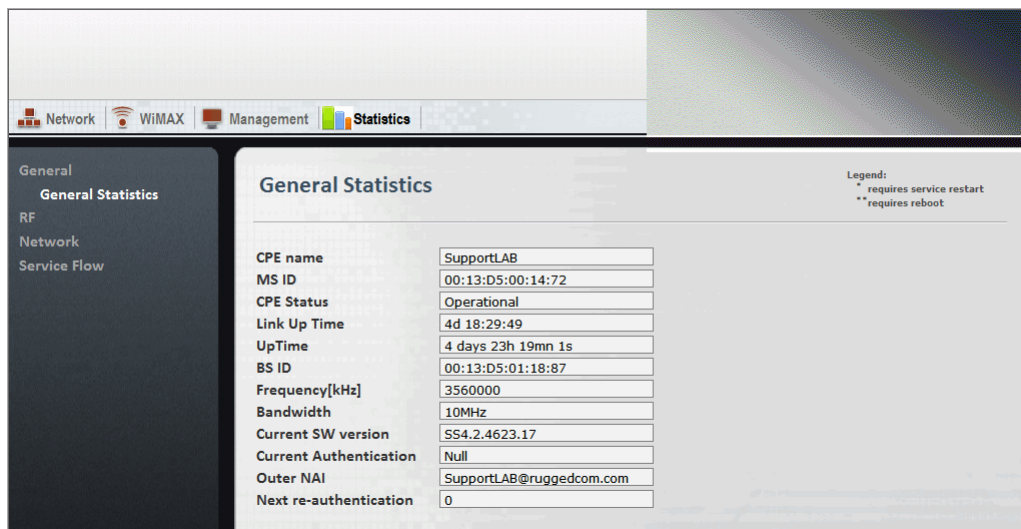 Network WiMAX Management Statistics
General
General Statistics
RF
Network
Service Flow
General Statistics
Legend:
* requires service restart
** requires reboot
CPE name SupportLAB
MS ID 00:13:D5:00:14:72
CPE Status Operational
Link Up Time 4d 18:29:49
UpTime 4 days 23h 19mn 1s
BS ID 00:13:D5:01:18:87
Frequency[kHz] 3560000
Bandwidth 10MHz
Current SW version SS4.2.4623.17
Current Authentication Null
Outer NAI SupportLAB@ruggedcom.com
Next re-authentication 0